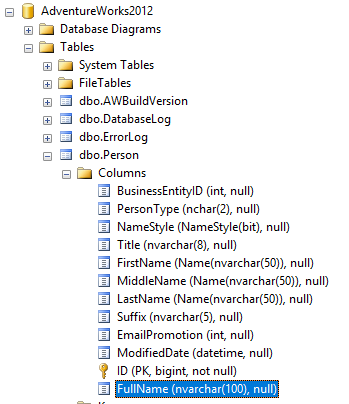 AdventureWorks2012
Database Diagrams
Tables
System Tables
FileTables
dbo.AWBuildVersion
dbo.DatabaseLog
dbo.ErrorLog
dbo.Person
Columns
BusinessEntityID (int, null)
PersonType (nchar(2), null)
NameStyle (NameStyle(bit), null)
Title (nvarchar(8), null)
FirstName (Name(nvarchar(50)), null)
MiddleName (Name(nvarchar(50)), null)
LastName (Name(nvarchar(50)), null)
Suffix (nvarchar(5), null)
EmailPromotion (int, null)
ModifiedDate (datetime, null)
ID (PK, bigint, not null)
FullName (nvarchar(100), null)